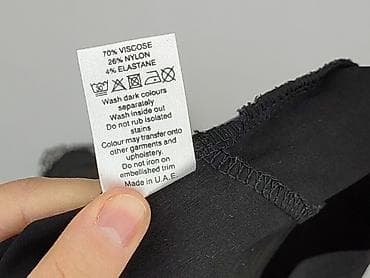 70% VISCOSE
26% NYLON
4% ELASTANE
Wash dark colours
separately
Wash inside out
Do not rub isolated
stains
Colour may transfer onto
other garments and
upholstery.
Do not iron on
embellished trim
Made in U.A.E.